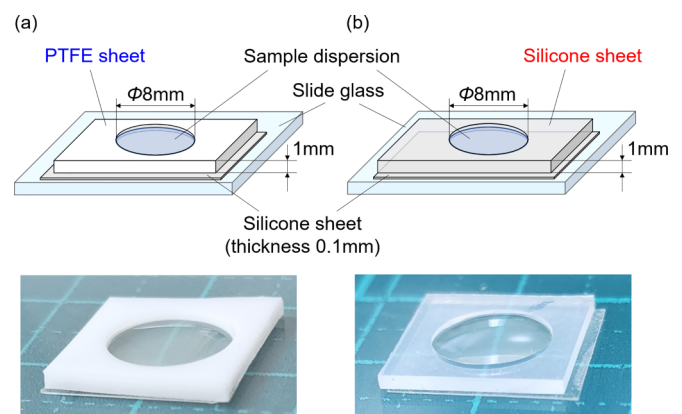 (a)
(b)
PTFE sheet
Sample dispersion
Silicone sheet
Slide glass
Φ8mm
Φ8mm
1mm
1mm
Silicone sheet
(thickness 0.1mm)